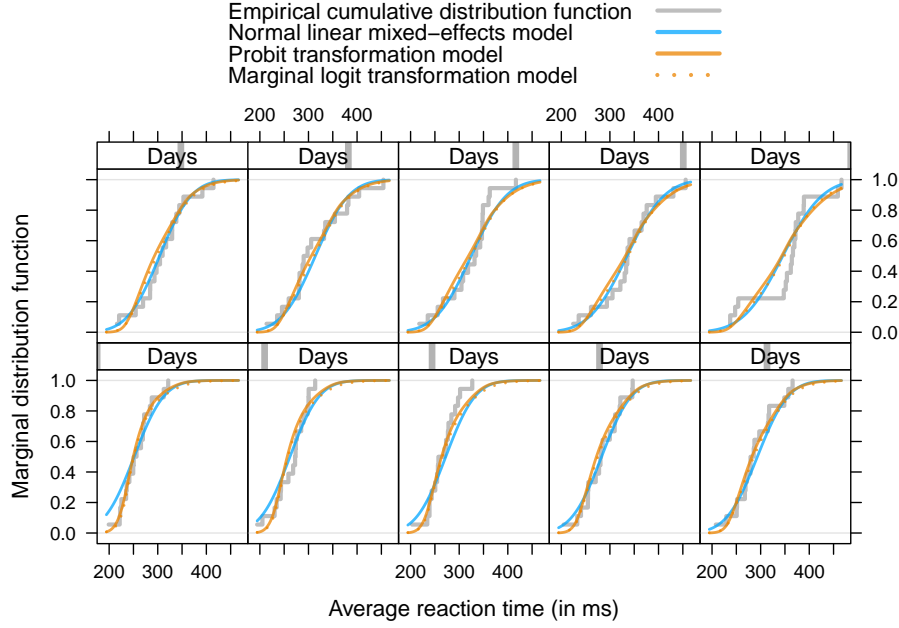 Empirical cumulative distribution function
Normal linear mixed−effects model
Probit transformation model
Marginal logit transformation model
200 300 400
200 300 400
Days Days Days Days Days
1.0
0.8
0.6
0.4
0.2
0.0
Marginal distribution function
Days Days Days Days Days
1.0
0.8
0.6
0.4
0.2
0.0
200 300 400
200 300 400
200 300 400
Average reaction time (in ms)